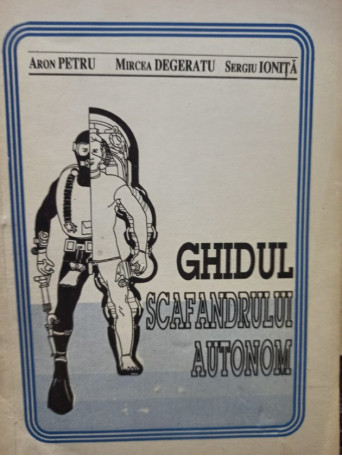 ARON PETRU MIRCEA DEGERATU SERGIU IONIȚĂ
GHIDUL
SCAFANDRULUI
AUTONOM